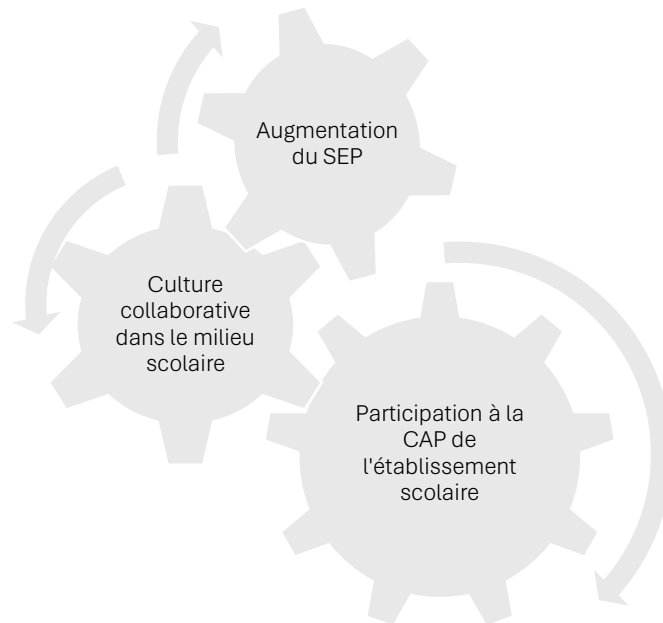 Augmentation
du SEP
Culture
collaborative
dans le milieu
scolaire
Participation à la
CAP de
l'établissement
scolaire